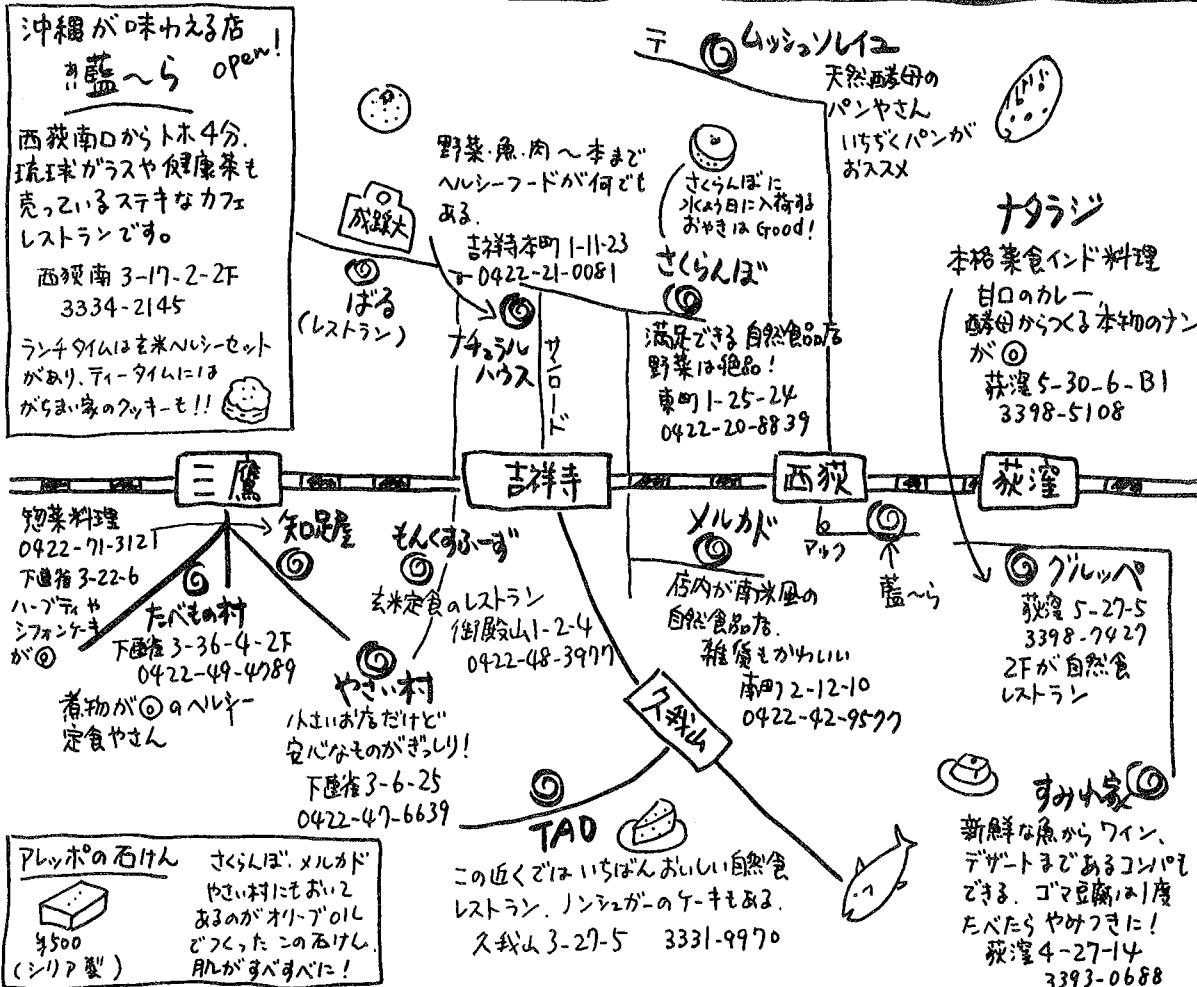 沖縄が味わえる店
藍〜ら
あい
open!
西荻南口からトホ4分.
琉球ガラスや健康茶も
売っているステキなカフェ
レストランです。
西荻南 3-17-2-2F
3334-2145
ランチタイムは玄米ヘルシーセット
があり、ティータイムには
がちまい家のクッキーも!!
成蹊大
ばる
(レストラン)
野菜・魚・肉〜本まで
ヘルシーフードが何でも
ある.
吉祥寺本町 1-11-23
0422-21-0081
ナチュラル
ハウス
サンロード
〒
ムッシュソレイユ
天然酵母の
パンやさん
いちぢくパンが
おススメ
さくらんぼに
水よう日に入荷する
おやきは Good!
さくらんぼ
満足できる自然食品店
野菜は絶品!
東町 1-25-24
0422-20-8839
ナタラジ
本格菜食インド料理
甘口のカレー、
酵母からつくる本物のナン
が◎
荻窪 5-30-6-B1
3398-5108
三鷹
吉祥寺
西荻
荻窪
惣菜料理
0422-71-3121
下連雀 3-22-6
ハーブティや
シフォンケーキ
が◎
知足屋
たべもの村
下連雀 3-36-4-2F
0422-49-4789
煮物が◎のヘルシー
定食やさん
もんくすふーず
玄米定食のレストラン
御殿山 1-2-4
0422-48-3977
やさい村
小さいお店だけど
安心なものがぎっしり!
下連雀 3-6-25
0422-47-6639
メルカド
店内が南米風の
自然食品店.
雑貨もかわいい
南町 2-12-10
0422-42-9577
マック
藍〜ら
グルッペ
荻窪 5-27-5
3398-7427
2Fが自然食
レストラン
久我山
TAO
この近くではいちばんおいしい自然食
レストラン. ノンシュガーのケーキもある.
久我山 3-27-5 3331-9970
すみれ家
新鮮な魚からワイン、
デザートまであるコンパも
できる. ゴマ豆腐は1度
たべたら やみつきに!
荻窪 4-27-14
3393-0688
アレッポの石けん
¥500
(シリア製)
さくらんぼ、メルカド
やさい村にもおいて
あるのがオリーブOIL
でつくったこの石けん.
肌がすべすべに!